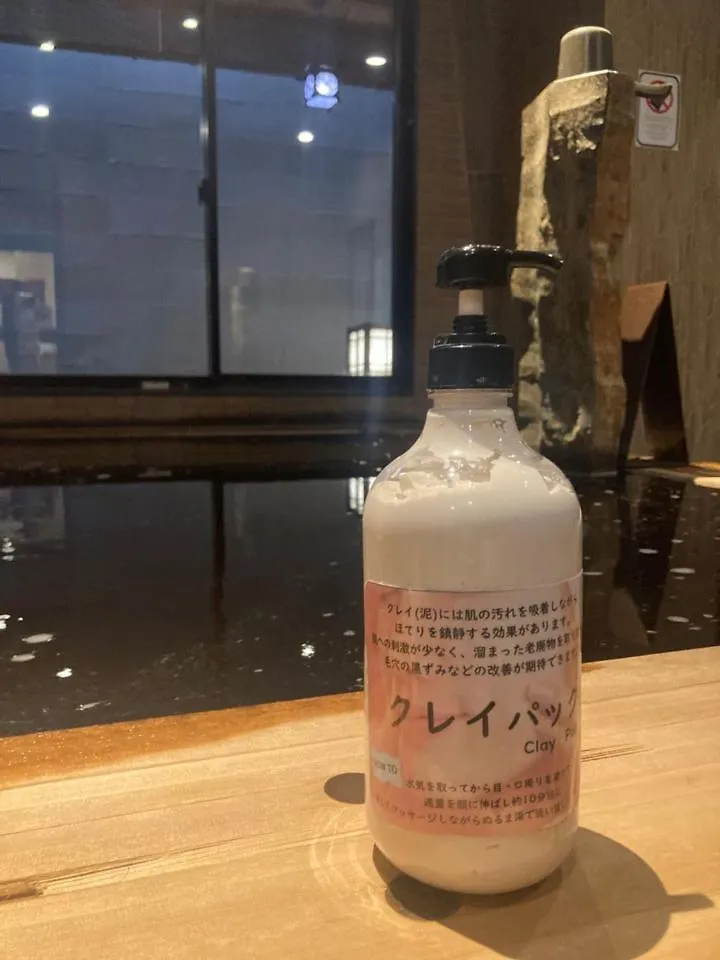 クレイ(泥)には肌の汚れを吸着しながら
ほてりを鎮静する効果があります。
への刺激が少なく、溜まった老廃物を取り
毛穴の黒ずみなどの改善が期待できま
クレイパック
Clay
HOW TO
水気を取ってから目・口周りを避け
適量を顔に伸ばし約10分
マッサージしながらぬるま湯で洗い流し